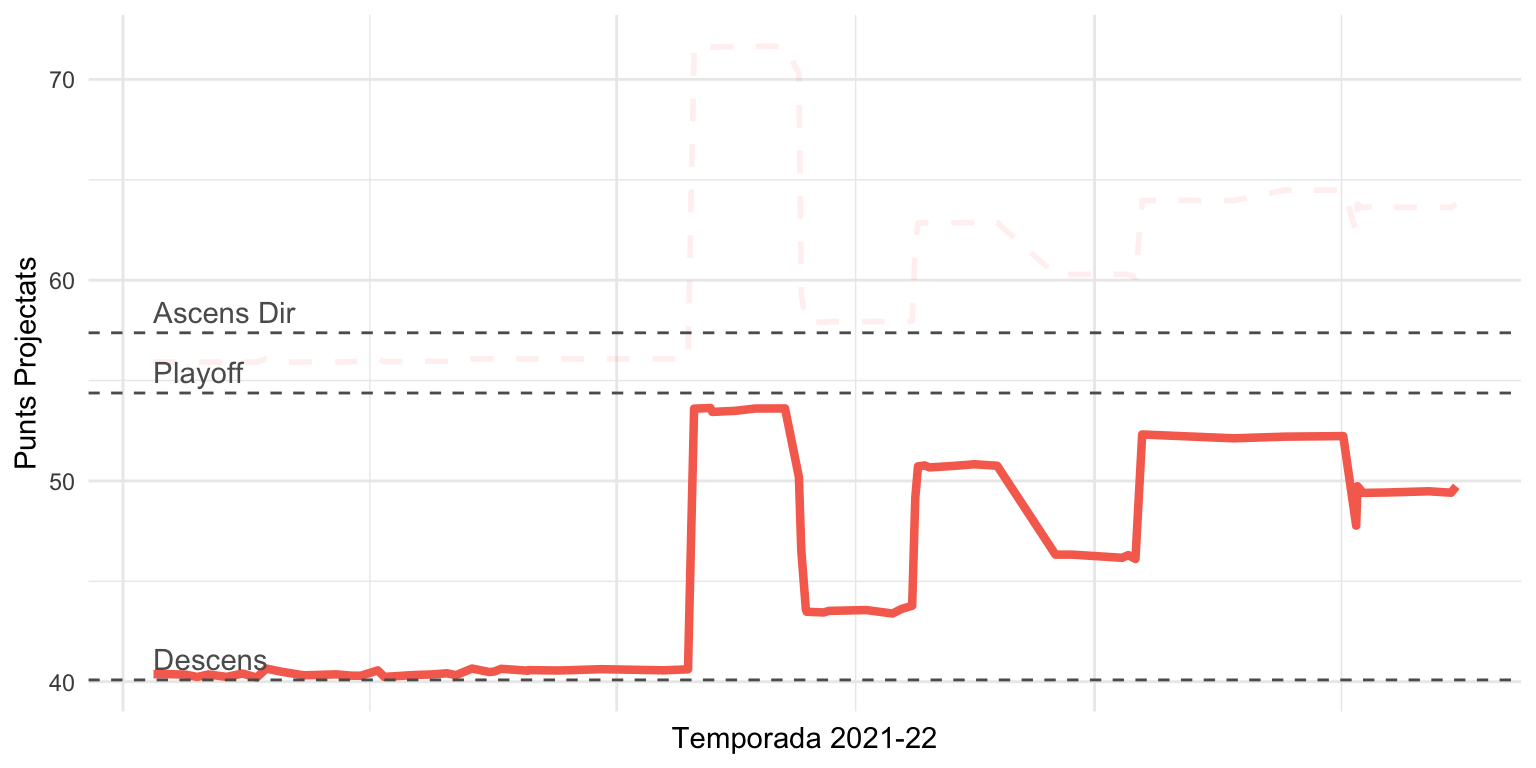 70
60
50
40
Punts Projectats
Ascens Dir
Playoff
Descens
Temporada 2021-22